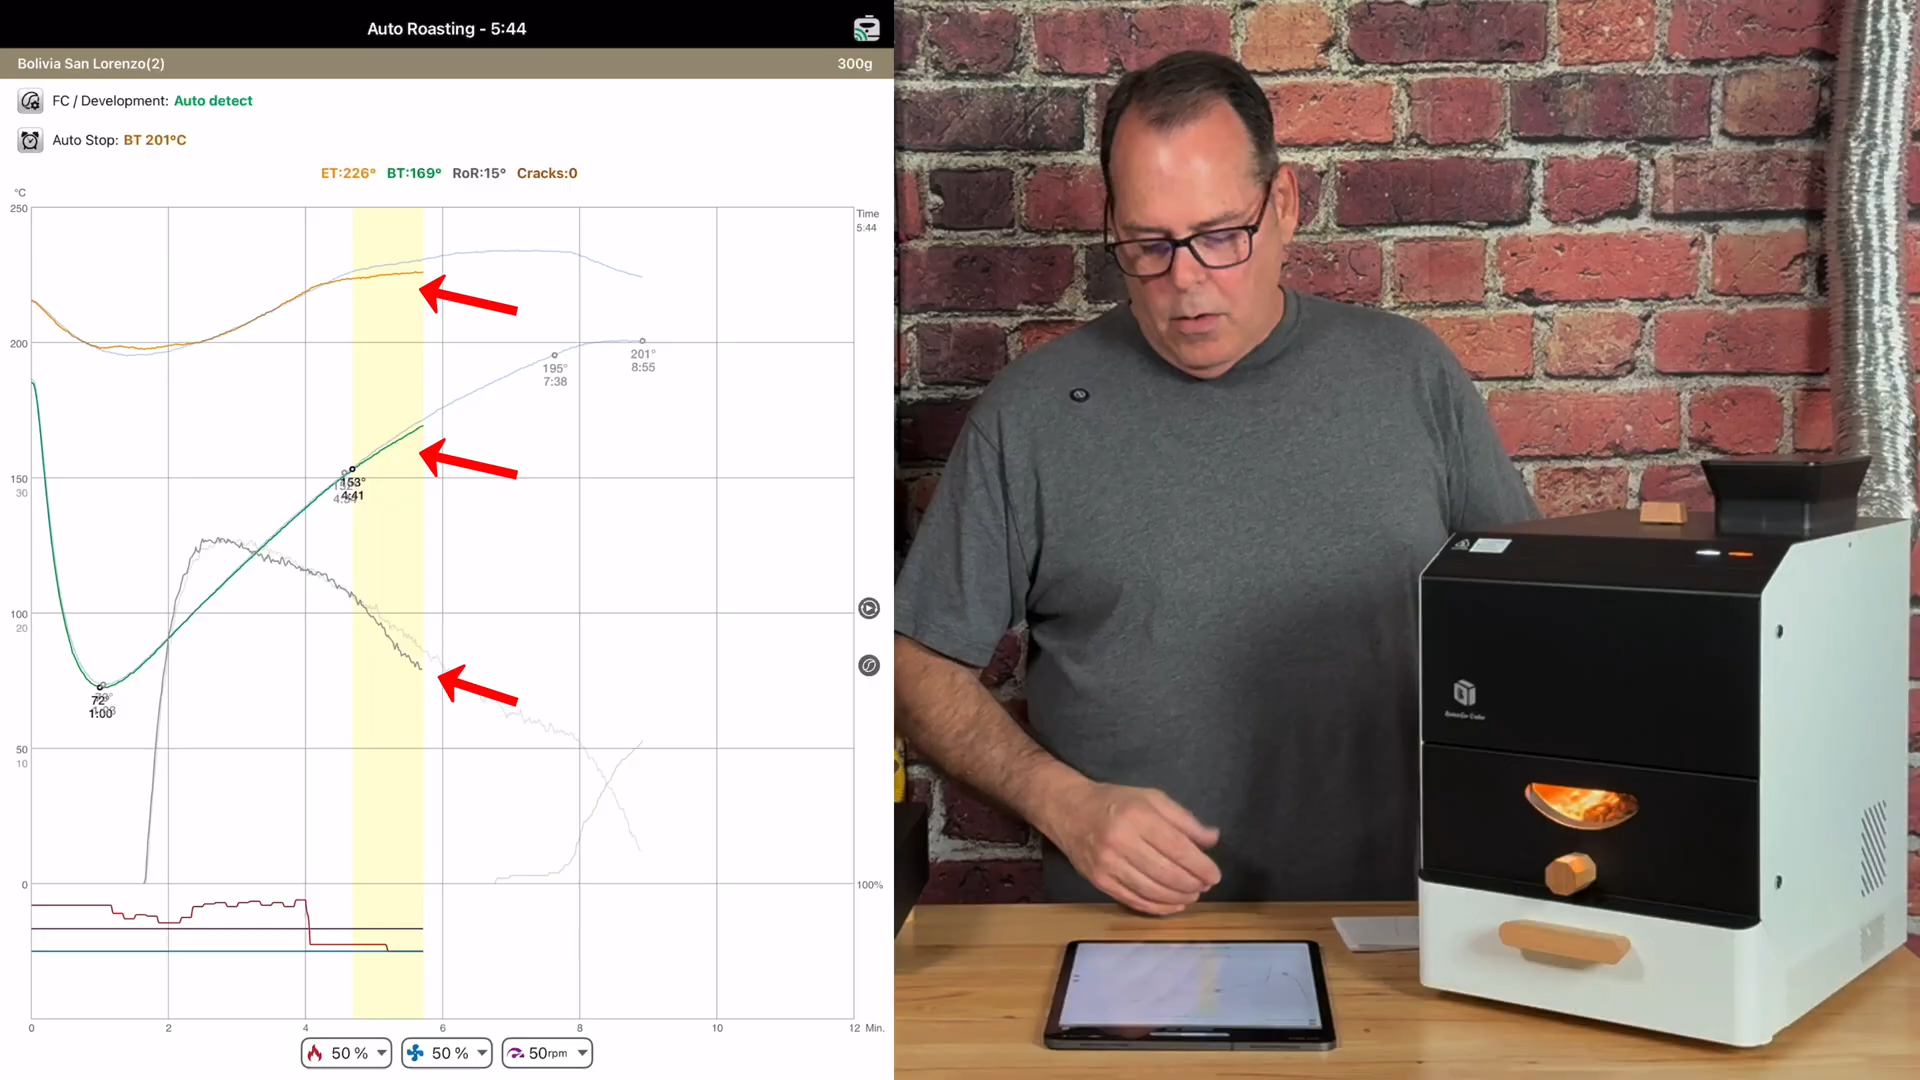 Auto Roasting - 5:44
Bolivia San Lorenzo(2) 300g
FC / Development: Auto detect
Auto Stop: BT 201°C
ET:226° BT:169° RoR:15° Cracks:0
°C
250
Time
5:44
200
195°
7:38
201°
8:55
150
30
153°
4:41
100
20
72°
1:00
50
10
0
100%
0 2 4 6 8 10 12 Min.
50 % 50 % 50rpm